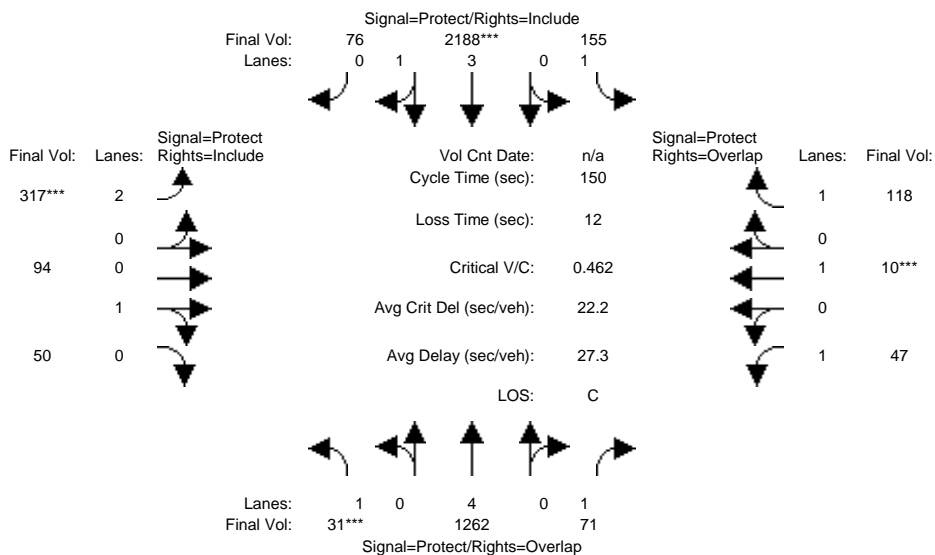 Signal=Protect/Rights=Include
Final Vol: 76 2188*** 155
Lanes: 0 1 3 0 1
Signal=Protect Signal=Protect
Final Vol: Lanes: Rights=Include Vol Cnt Date: n/a Rights=Overlap Lanes: Final Vol:
Cycle Time (sec): 150
317*** 2 1 118
Loss Time (sec): 12
0 0
94 0 Critical V/C: 0.462 1 10***
1 Avg Crit Del (sec/veh): 22.2 0
50 0 Avg Delay (sec/veh): 27.3 1 47
LOS: C
Lanes: 1 0 4 0 1
Final Vol: 31*** 1262 71
Signal=Protect/Rights=Overlap